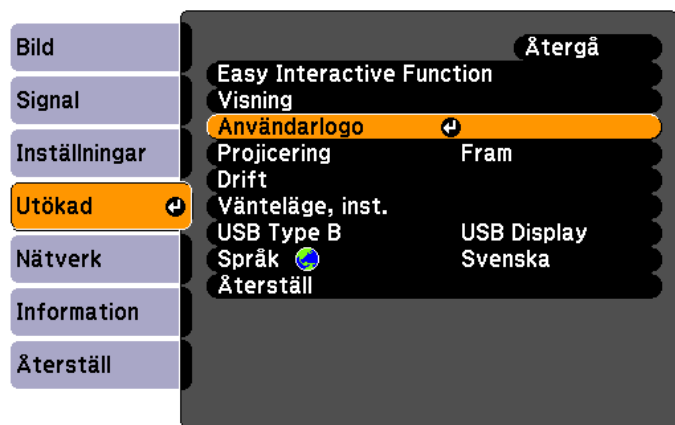 Bild
Signal
Inställningar
Utökad
Nätverk
Information
Återställ
Återgå
Easy Interactive Function
Visning
Användarlogo
Projicering Fram
Drift
Vänteläge, inst.
USB Type B USB Display
Språk Svenska
Återställ